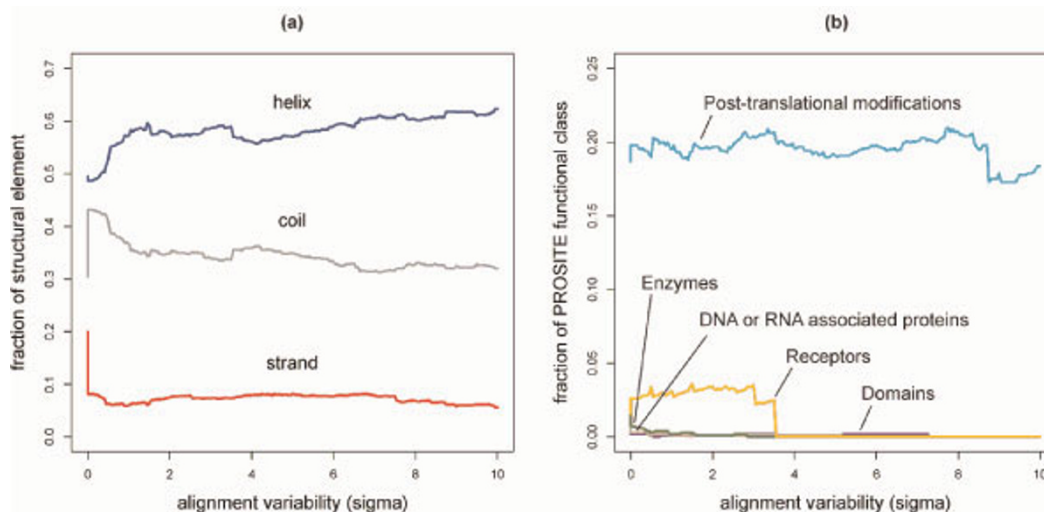 (a)
fraction of structural element
0.7
0.6
0.5
0.4
0.3
0.2
0.1
0.0
helix
coil
strand
0 2 4 6 8 10
alignment variability (sigma)
(b)
fraction of PROSITE functional class
0.25
0.20
0.15
0.10
0.05
0.00
Post-translational modifications
Enzymes
DNA or RNA associated proteins
Receptors
Domains
0 2 4 6 8 10
alignment variability (sigma)